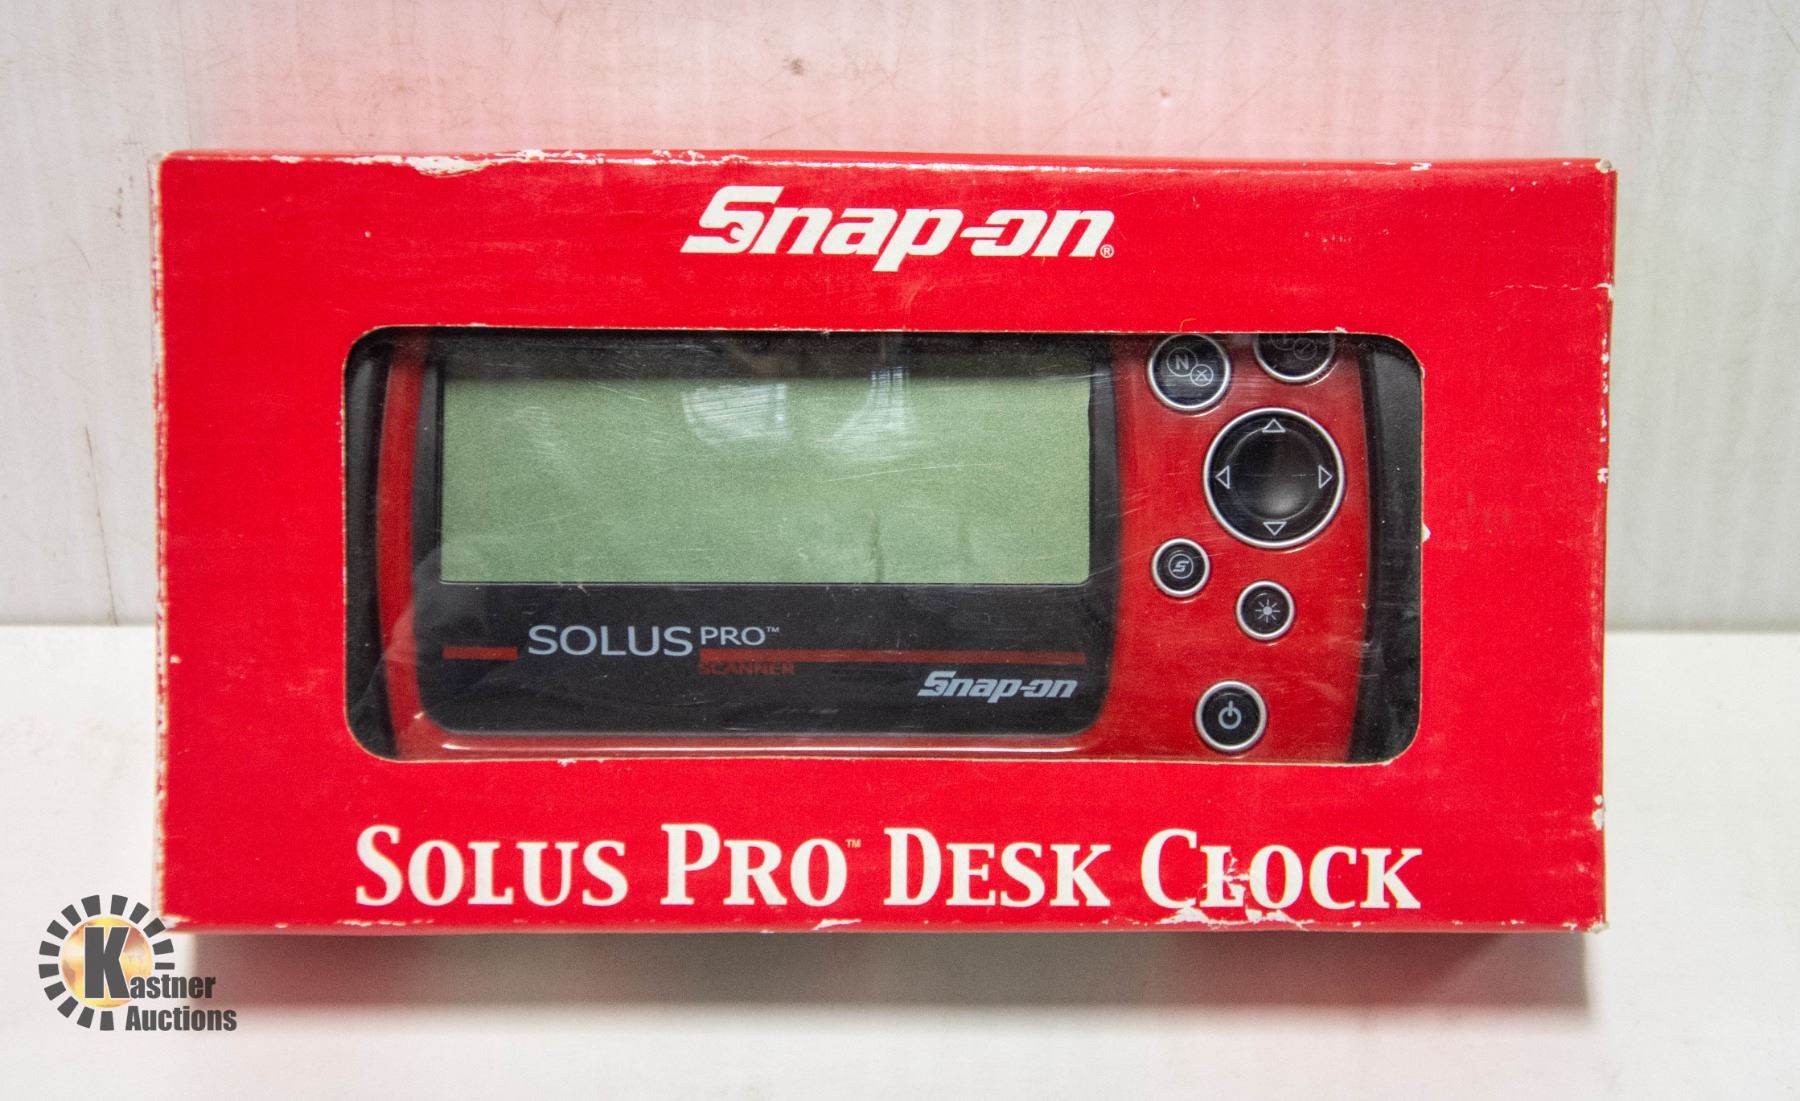 Snap-on®
N X
SOLUS PRO™
SCANNER
Snap-on
S
SOLUS PRO™ DESK CLOCK
Kastner
Auctions